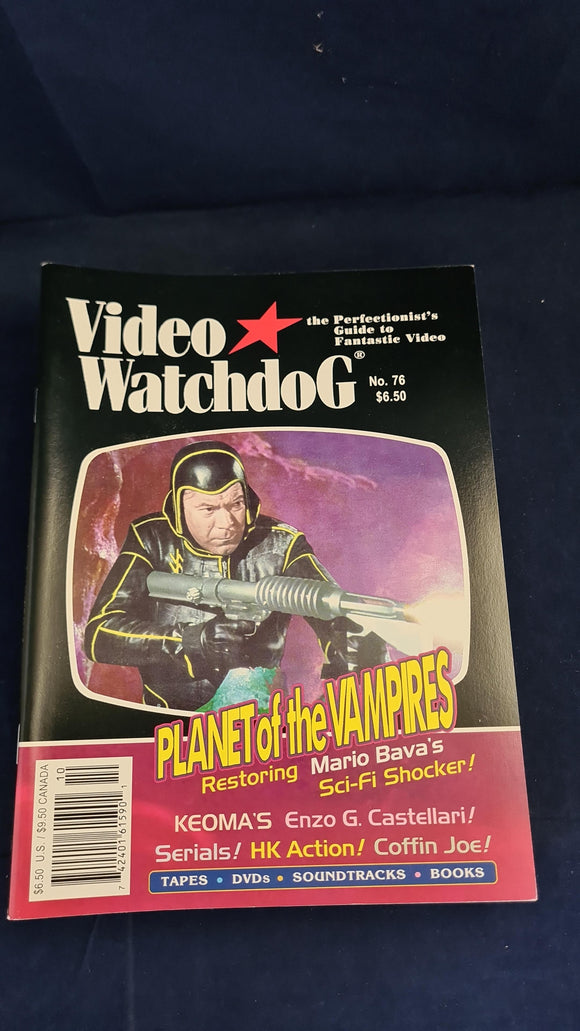 Video
WatchdoG®
the Perfectionist's
Guide to
Fantastic Video
No. 76
$6.50
PLANET of the VAMPIRES
Restoring Mario Bava's
Sci-Fi Shocker!
KEOMA'S Enzo G. Castellari!
Serials! HK Action! Coffin Joe!
TAPES • DVDs • SOUNDTRACKS • BOOKS
$6.50 U.S. / $9.50 CANADA
10
7 42401 61590 1